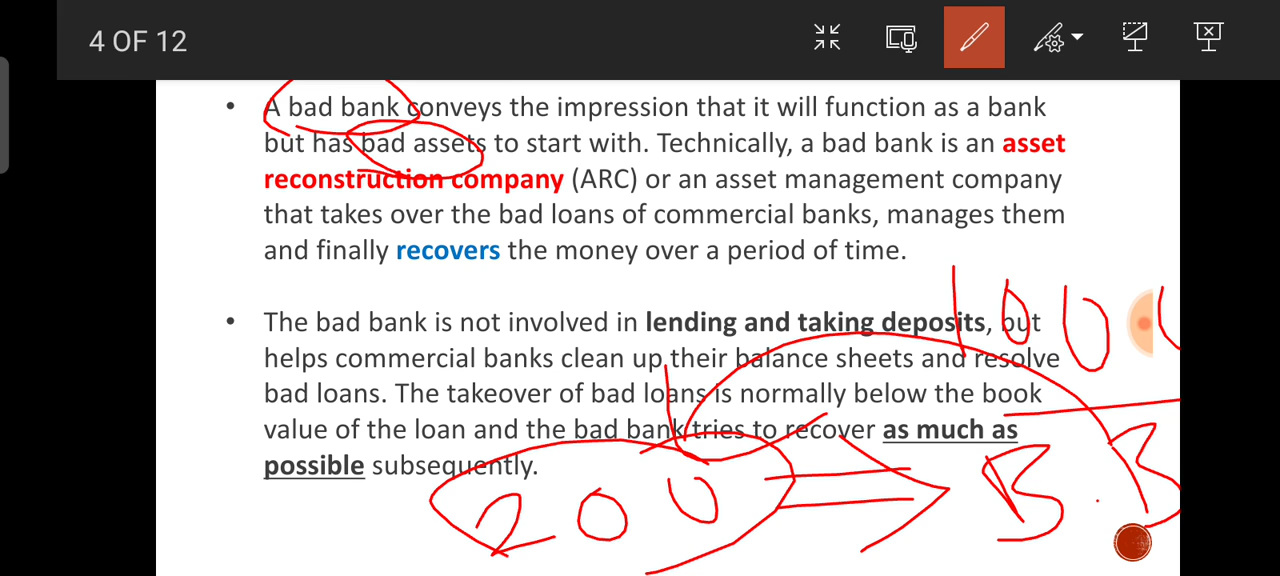 4 OF 12
• A bad bank conveys the impression that it will function as a bank
but has bad assets to start with. Technically, a bad bank is an asset
reconstruction company (ARC) or an asset management company
that takes over the bad loans of commercial banks, manages them
and finally recovers the money over a period of time.
• The bad bank is not involved in lending and taking deposits, but
helps commercial banks clean up their balance sheets and resolve
bad loans. The takeover of bad loans is normally below the book
value of the loan and the bad bank tries to recover as much as
possible subsequently.
200
B.B